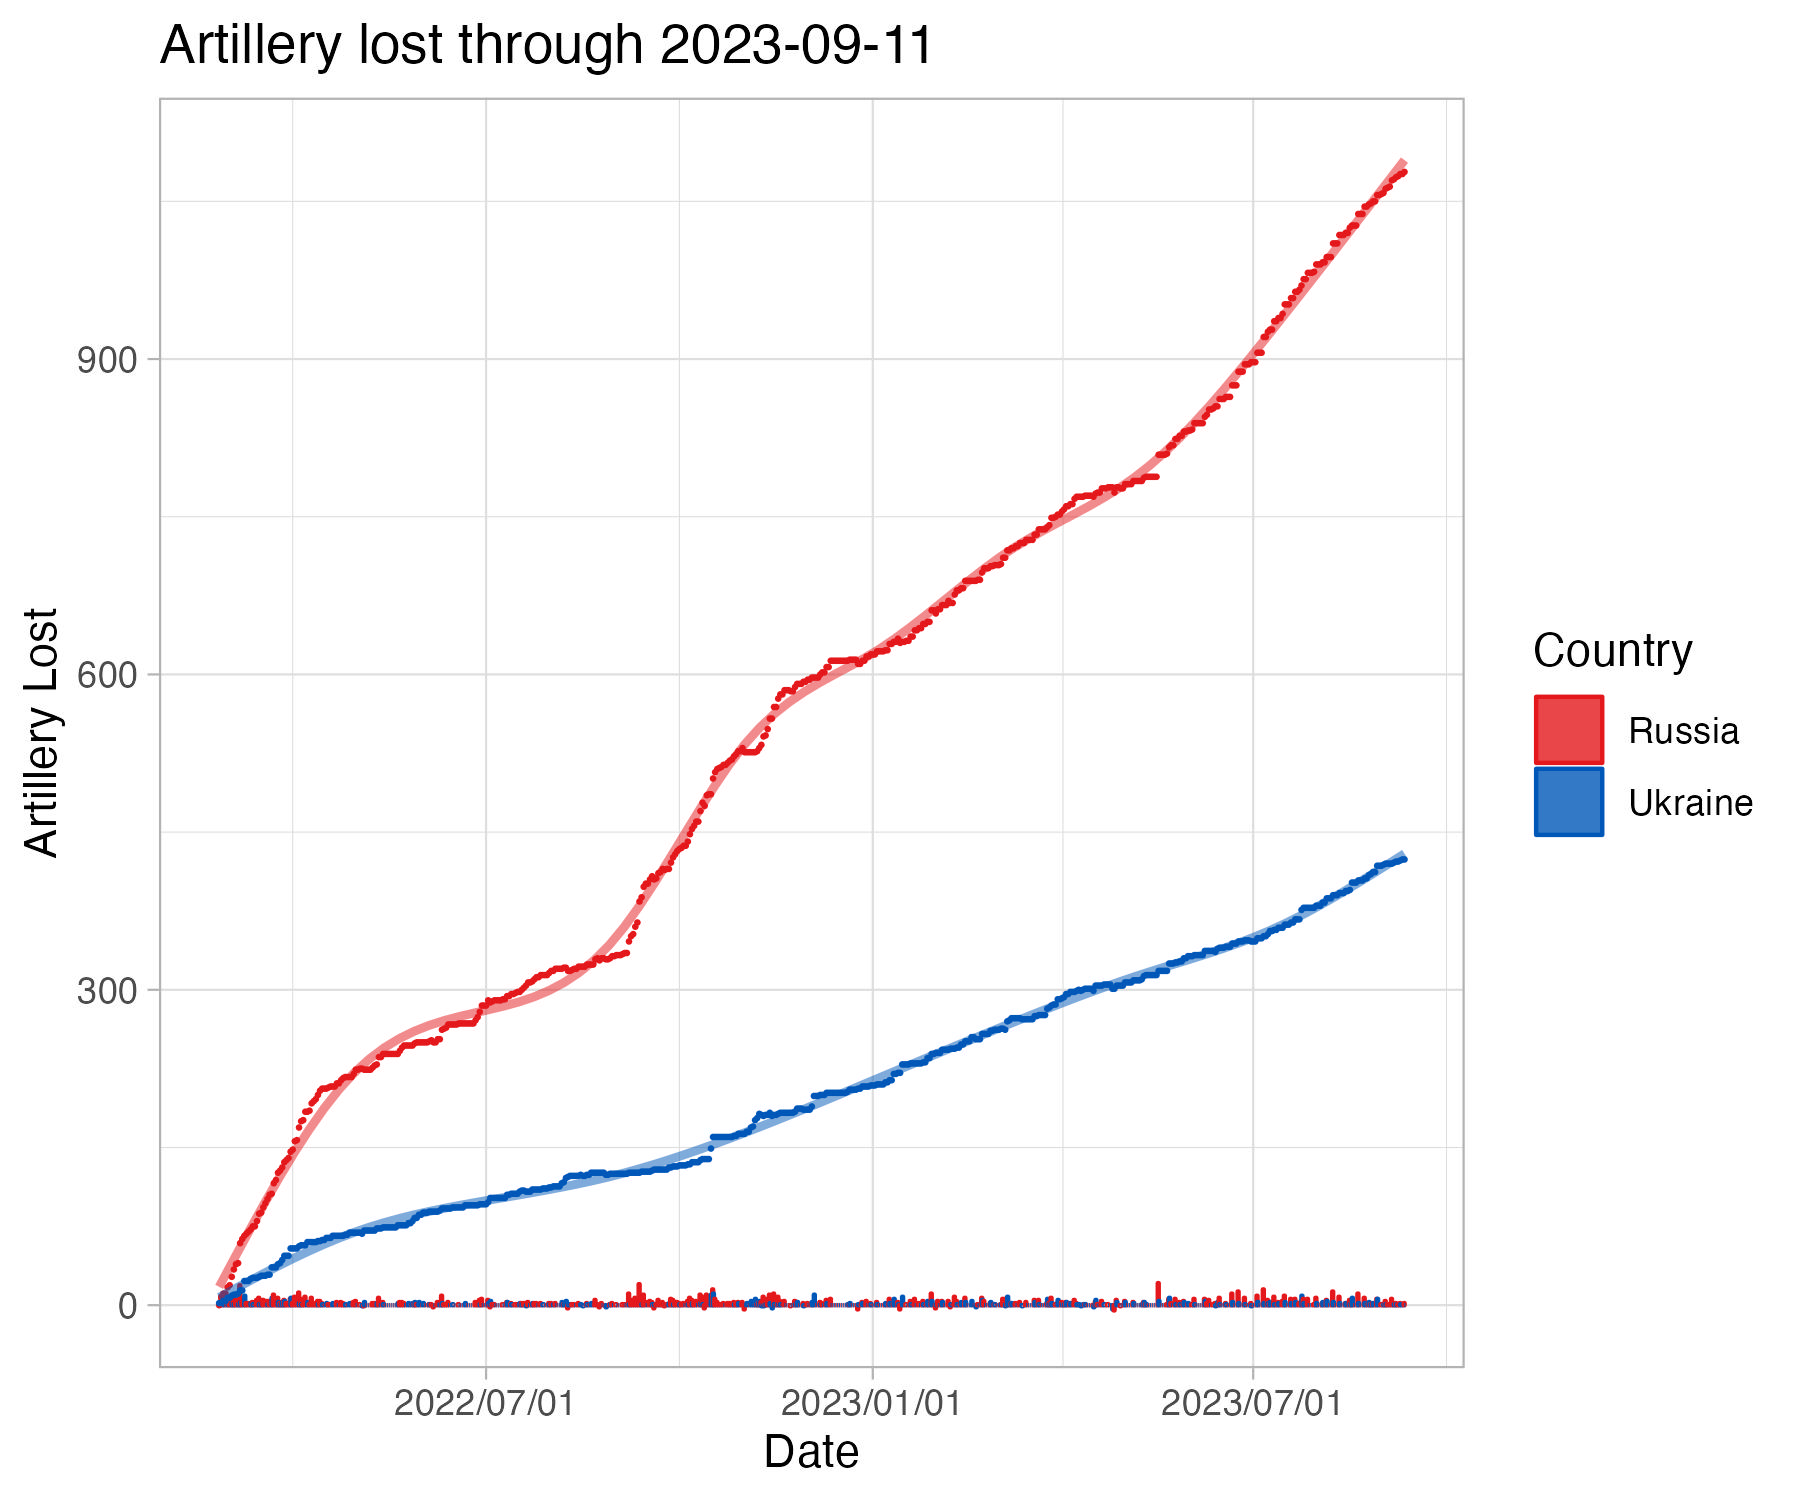 Artillery lost through 2023-09-11
Artillery Lost
900
600
300
0
2022/07/01
2023/01/01
2023/07/01
Date
Country
Russia
Ukraine